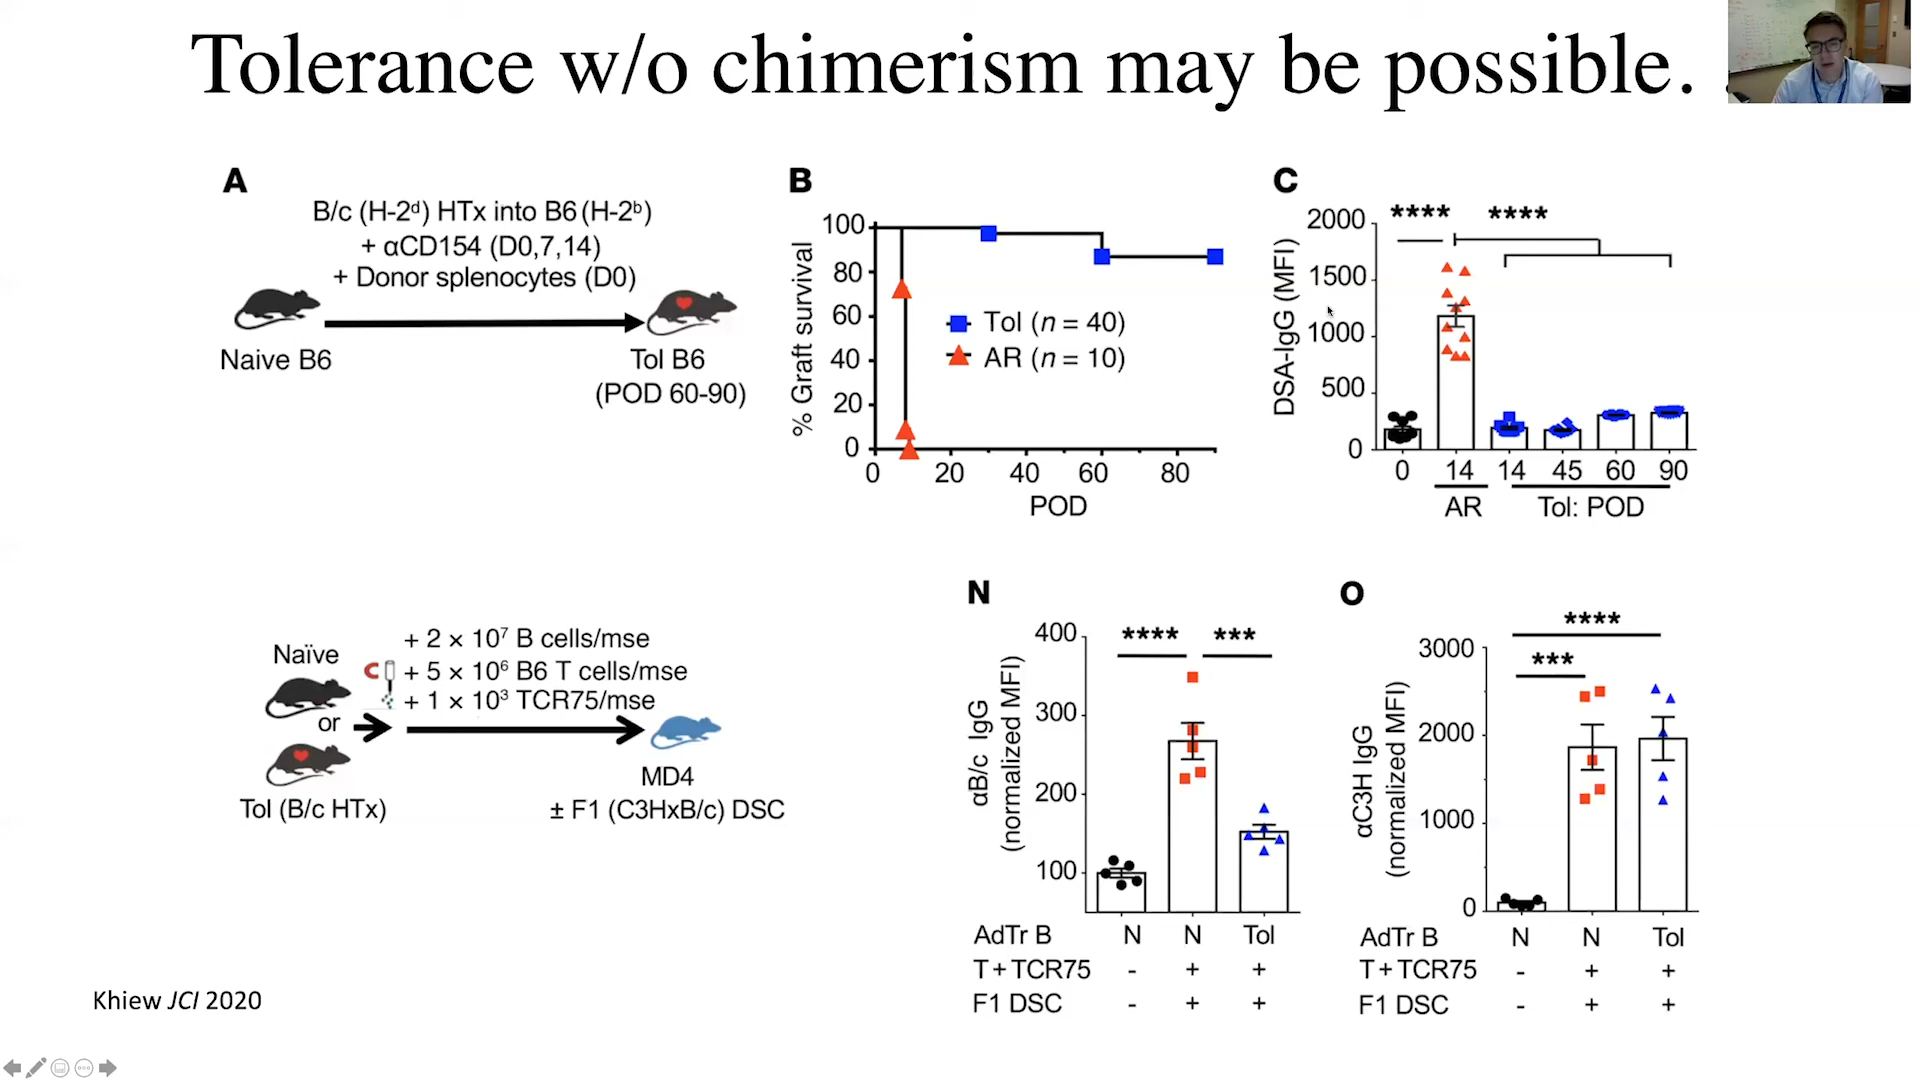 Tolerance w/o chimerism may be possible.
A
B/c (H-2ᵈ) HTx into B6 (H-2ᵇ)
+ αCD154 (D0,7,14)
+ Donor splenocytes (D0)
Naive B6
Tol B6
(POD 60-90)
B
% Graft survival
100
80
60
40
20
0
Tol (n = 40)
AR (n = 10)
0 20 40 60 80
POD
C
DSA-IgG (MFI)
2000
1500
1000
500
0
**** ****
0 14 14 45 60 90
AR Tol: POD
Naïve
or
Tol (B/c HTx)
+ 2 × 10⁷ B cells/mse
+ 5 × 10⁶ B6 T cells/mse
+ 1 × 10³ TCR75/mse
MD4
± F1 (C3HxB/c) DSC
N
αB/c IgG
(normalized MFI)
400
300
200
100
**** ***
AdTr B N N Tol
T+TCR75 - + +
F1 DSC - + +
O
αC3H IgG
(normalized MFI)
3000
2000
1000
0
****
***
AdTr B N N Tol
T+TCR75 - + +
F1 DSC - + +
Khiew JCI 2020